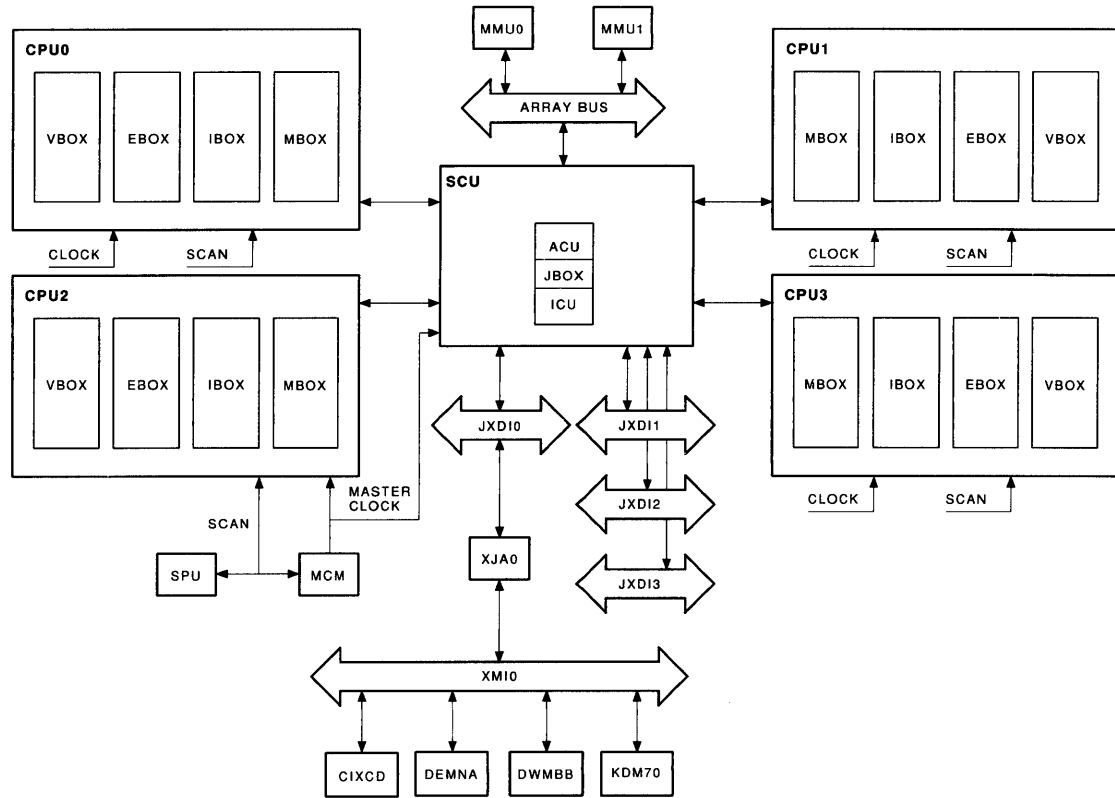 MMU0
MMU1
ARRAY BUS
CPU0
VBOX
EBOX
IBOX
MBOX
CLOCK
SCAN
SCU
ACU
JBOX
ICU
CPU1
MBOX
IBOX
EBOX
VBOX
CLOCK
SCAN
CPU2
VBOX
EBOX
IBOX
MBOX
CPU3
MBOX
IBOX
EBOX
VBOX
CLOCK
SCAN
SCAN
MASTER
CLOCK
SPU
MCM
JXDI0
JXDI1
JXDI2
JXDI3
XJA0
XMI0
CIXCD
DEMNA
DWMBB
KDM70